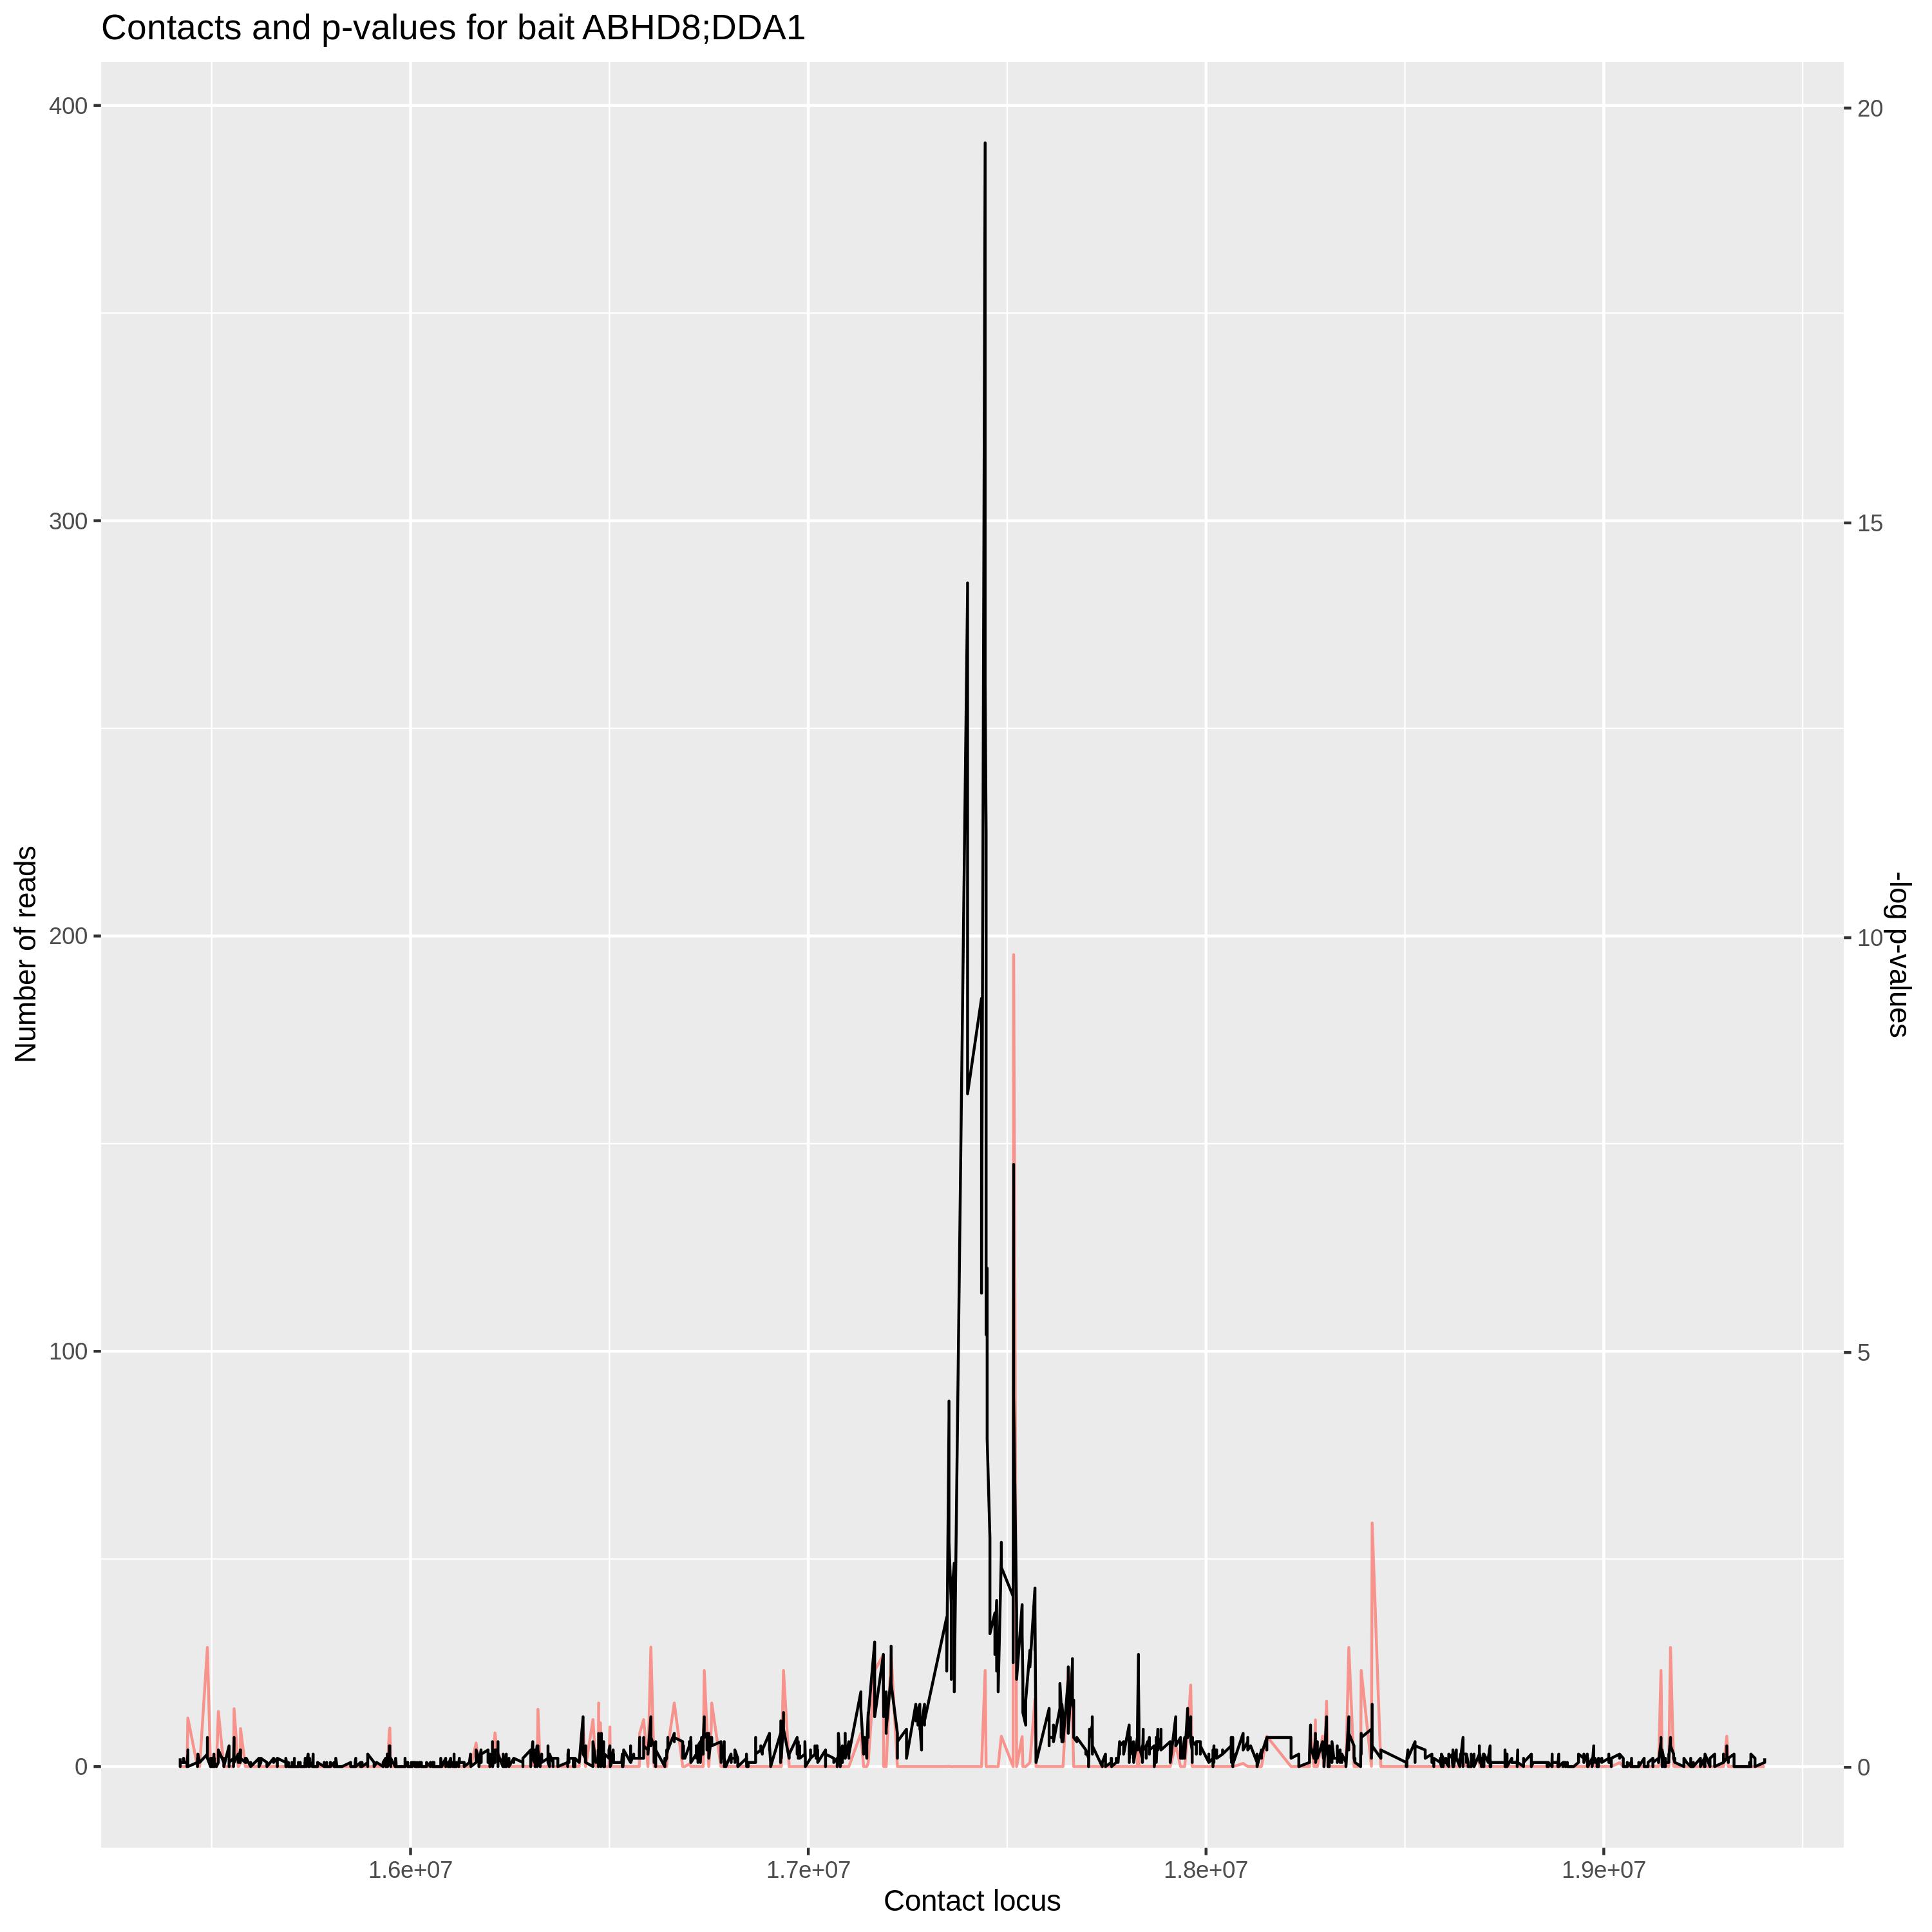 Contacts and p-values for bait ABHD8;DDA1
400
300
200
100
0
Number of reads
20
15
10
5
0
-log p-values
1.6e+07
1.7e+07
1.8e+07
1.9e+07
Contact locus